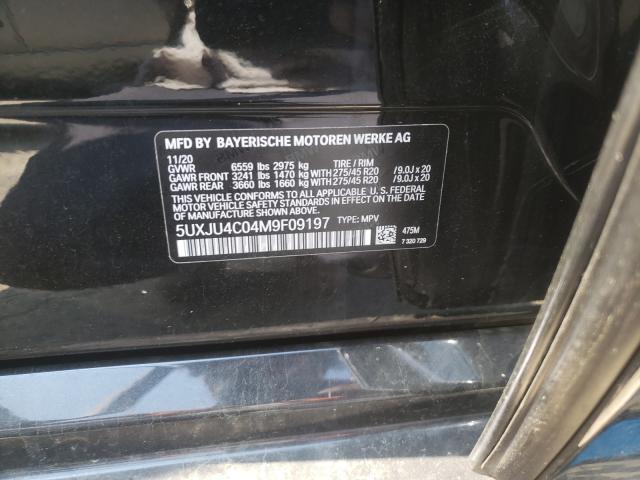 MFD BY BAYERISCHE MOTOREN WERKE AG
11/20
GVWR 6559 lbs 2975 kg TIRE / RIM
GAWR FRONT 3241 lbs 1470 kg WITH 275/45 R20 / 9.0J x 20
GAWR REAR 3660 lbs 1660 kg WITH 275/45 R20 / 9.0J x 20
THIS VEHICLE CONFORMS TO ALL APPLICABLE U.S. FEDERAL
MOTOR VEHICLE SAFETY STANDARDS IN EFFECT ON THE
DATE OF MANUFACTURE SHOWN ABOVE.
5UXJU4C04M9F09197 TYPE: MPV
475M
7 320 729